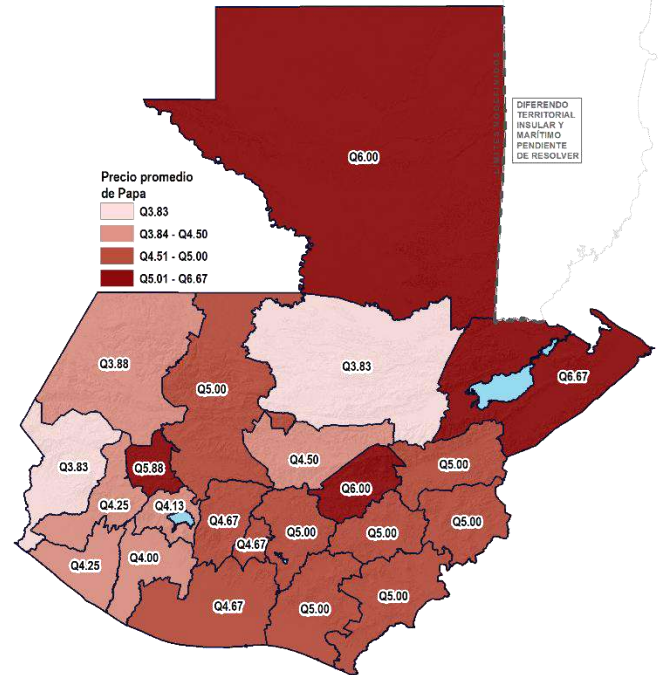 DIFERENDO
TERRITORIAL
INSULAR Y
MARÍTIMO
PENDIENTE
DE RESOLVER
Q6.00
Precio promedio
de Papa
Q3.83
Q3.84 - Q4.50
Q4.51 - Q5.00
Q5.01 - Q6.67
Q3.88
Q5.00
Q3.83
Q6.67
Q3.83
Q5.88
Q4.50
Q6.00
Q5.00
Q4.25
Q4.13
Q4.67
Q4.67
Q5.00
Q5.00
Q5.00
Q4.25
Q4.00
Q4.67
Q5.00
Q5.00